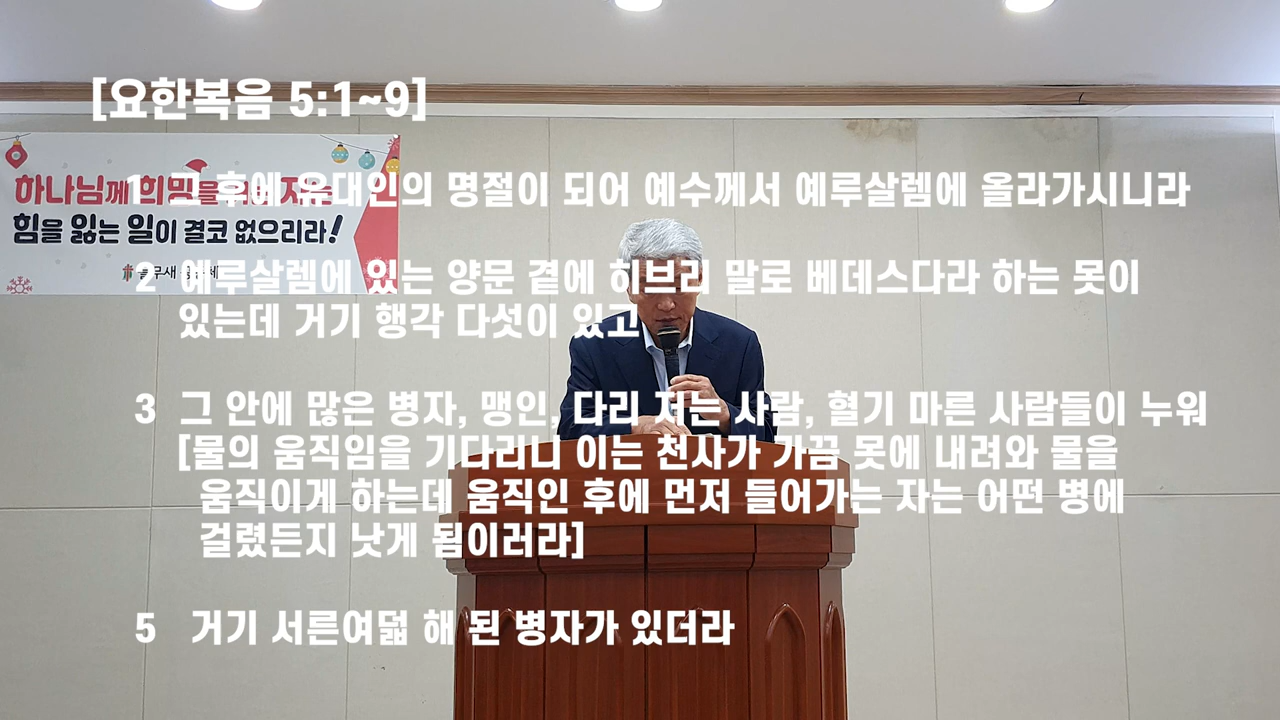 [요한복음 5:1~9]
1 그 후에 유대인의 명절이 되어 예수께서 예루살렘에 올라가시니라
2 예루살렘에 있는 양문 곁에 히브리 말로 베데스다라 하는 못이
있는데 거기 행각 다섯이 있고
3 그 안에 많은 병자, 맹인, 다리 저는 사람, 혈기 마른 사람들이 누워
[물의 움직임을 기다리니 이는 천사가 가끔 못에 내려와 물을
움직이게 하는데 움직인 후에 먼저 들어가는 자는 어떤 병에
걸렸든지 낫게 됨이러라]
5 거기 서른여덟 해 된 병자가 있더라
하나님께 희망을
힘을 잃는 일이 결코 없으리라!